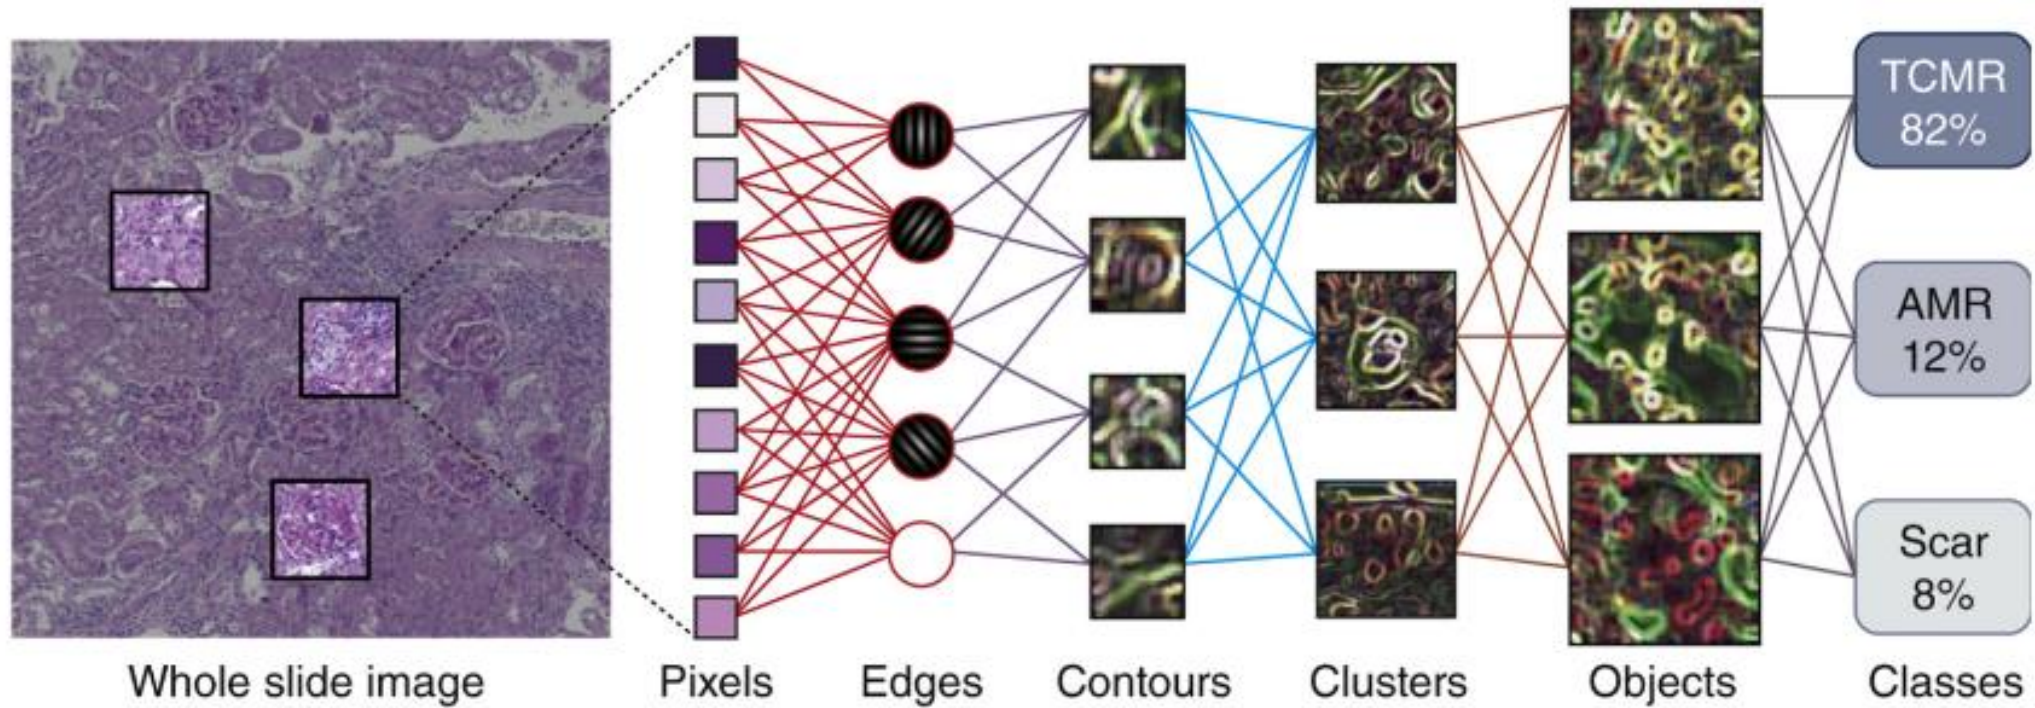 TCMR
82%
AMR
12%
Scar
8%
Whole slide image
Pixels
Edges
Contours
Clusters
Objects
Classes